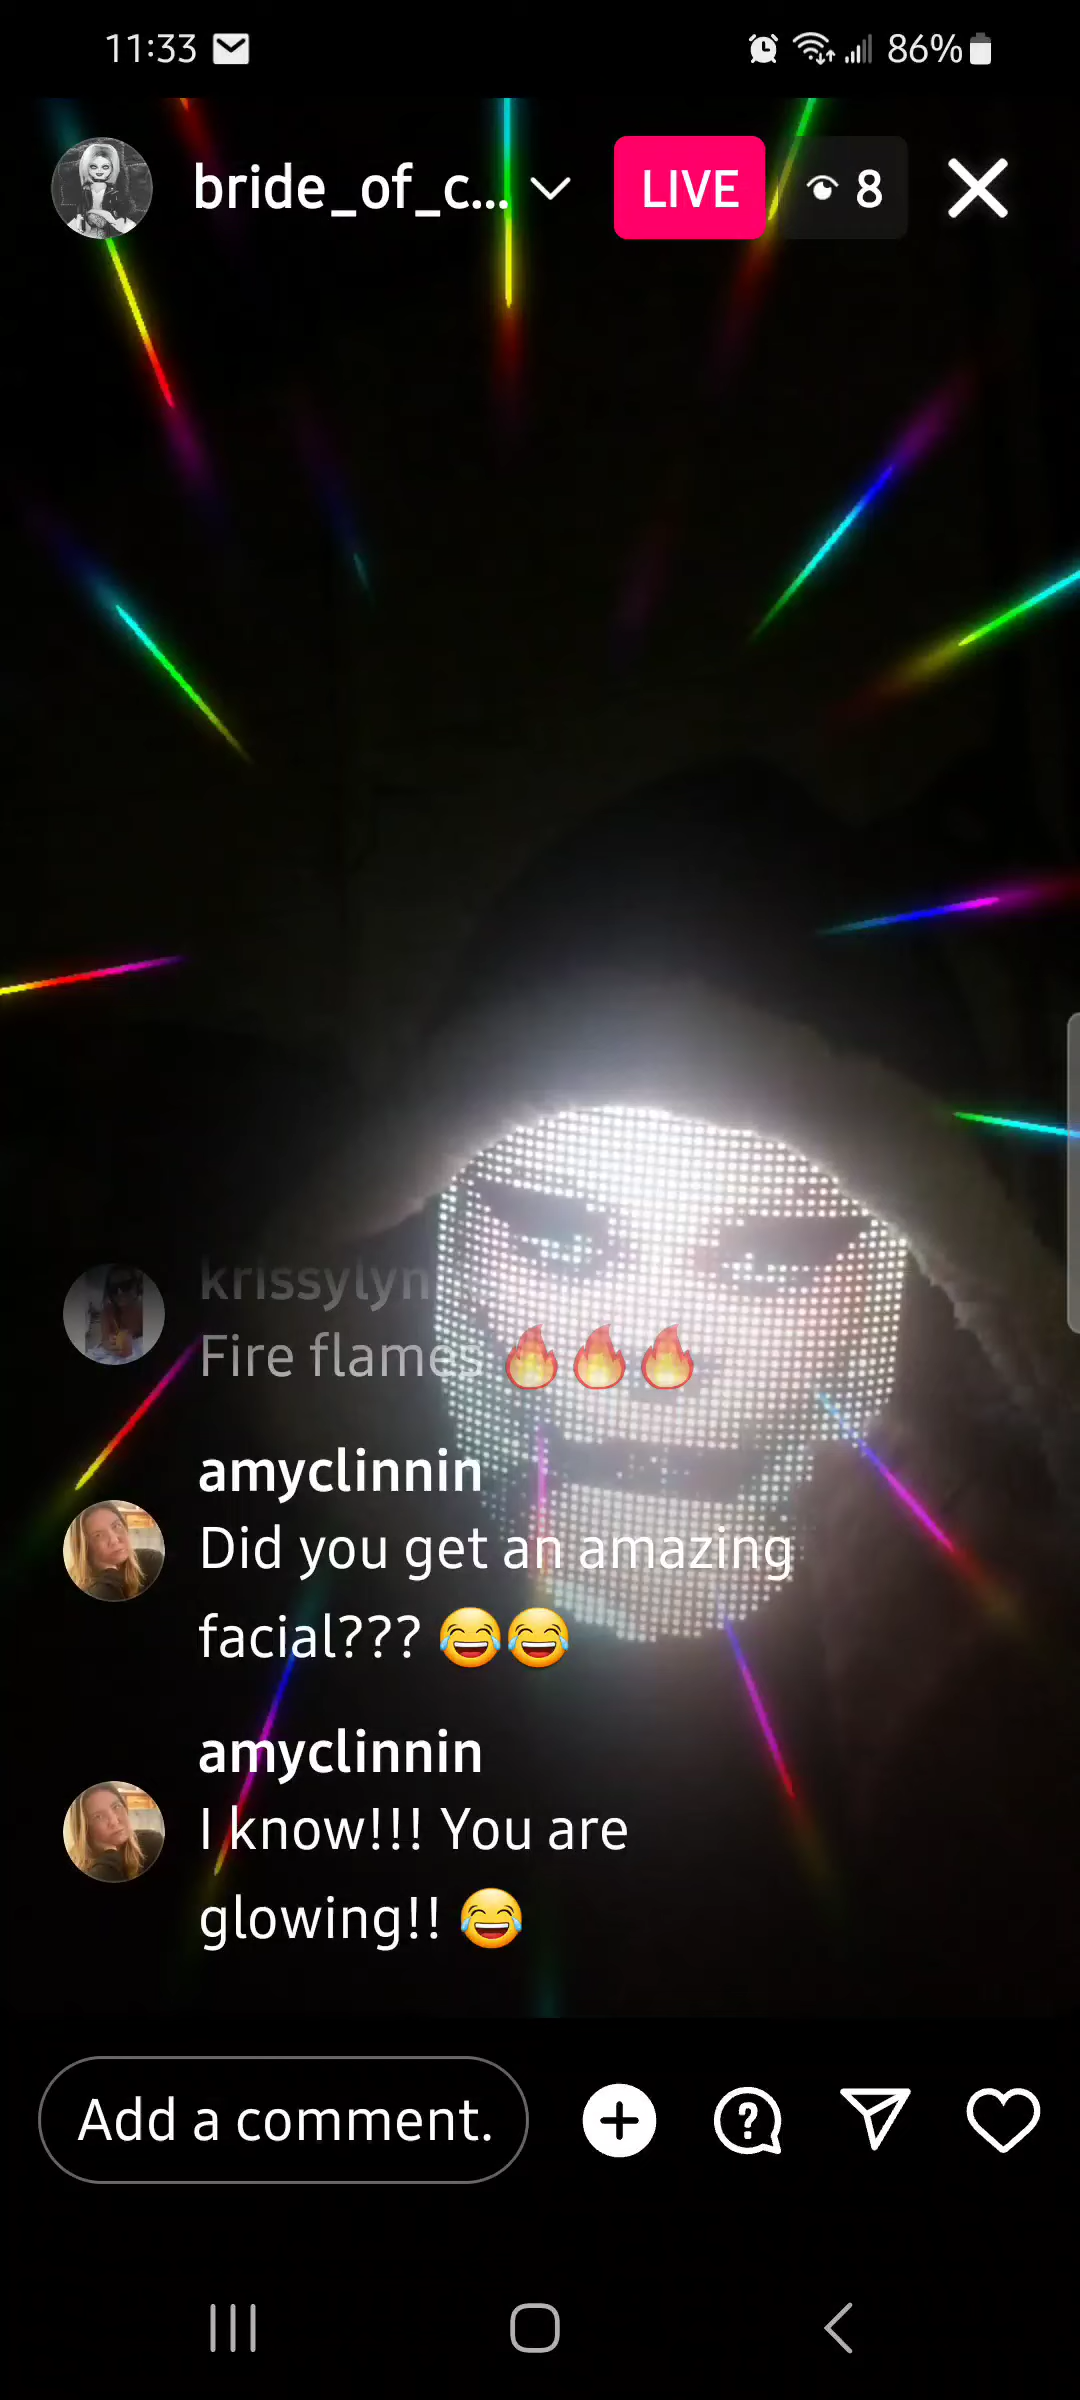 11:33
86%
bride_of_c...
LIVE
8
krissylyn
Fire flames 🔥🔥🔥
amyclinnin
Did you get an amazing
facial??? 😂😂
amyclinnin
I know!!! You are
glowing!! 😂
Add a comment.